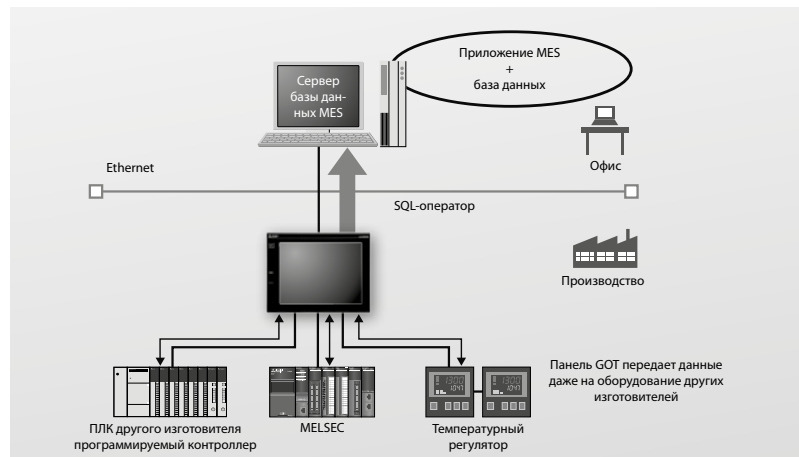 Приложение MES
+
база данных
Сервер
базы дан-
ных MES
Офис
Ethernet
SQL-оператор
Производство
Панель GOT передает данные
даже на оборудование других
изготовителей
ПЛК другого изготовителя
программируемый контроллер
MELSEC
Температурный
регулятор